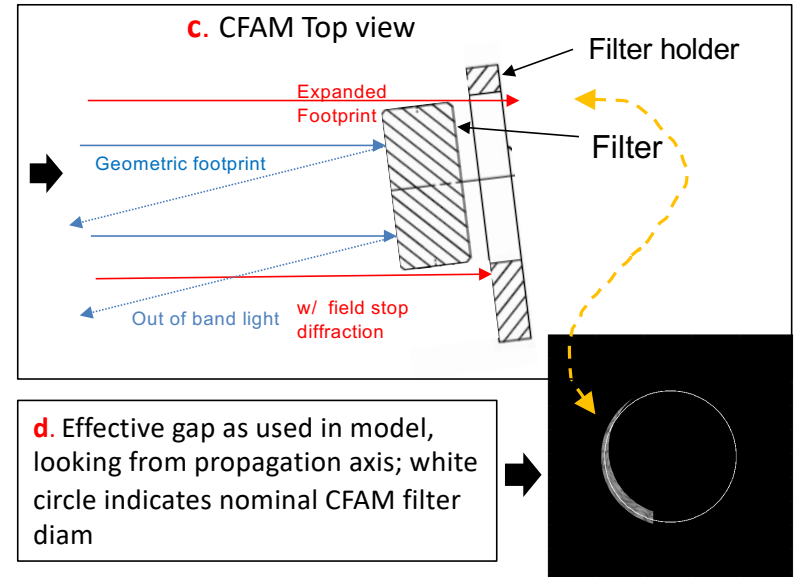 c. CFAM Top view
Filter holder
Expanded
Footprint
Filter
Geometric footprint
Out of band light
w/ field stop
diffraction
d. Effective gap as used in model,
looking from propagation axis; white
circle indicates nominal CFAM filter
diam